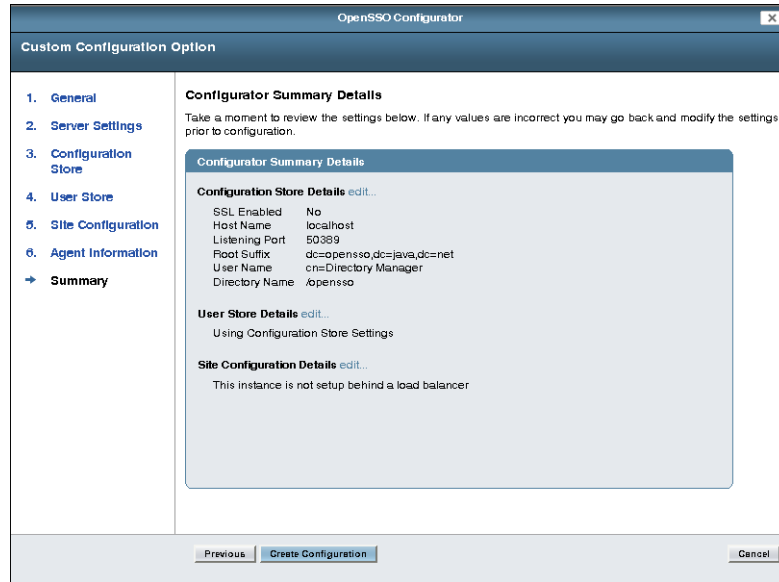 OpenSSO Configurator
X
Custom Configuration Option
1. General
2. Server Settings
3. Configuration
Store
4. User Store
5. Site Configuration
6. Agent Information
Summary
Configurator Summary Details
Take a moment to review the settings below. If any values are incorrect you may go back and modify the settings
prior to configuration.
Configurator Summary Details
Configuration Store Details edit...
SSL Enabled No
Host Name localhost
Listening Port 50389
Root Suffix dc=opensso,dc=java,dc=net
User Name cn=Directory Manager
Directory Name /opensso
User Store Details edit...
Using Configuration Store Settings
Site Configuration Details edit...
This instance is not setup behind a load balancer
Previous
Create Configuration
Cancel